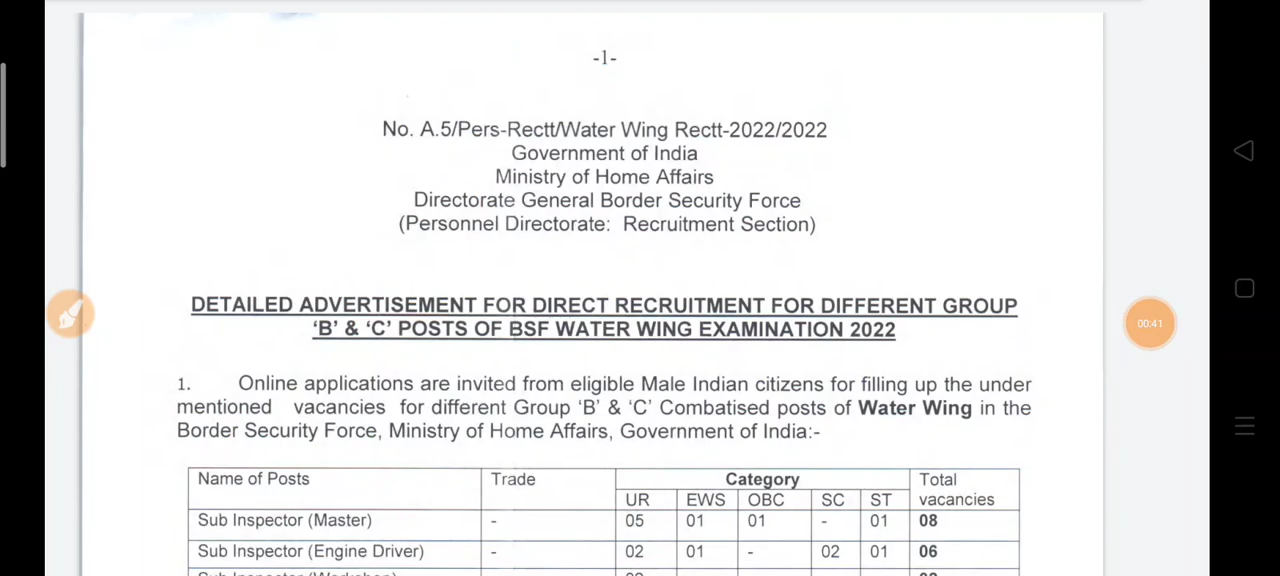 -1-
No. A.5/Pers-Rectt/Water Wing Rectt-2022/2022
Government of India
Ministry of Home Affairs
Directorate General Border Security Force
(Personnel Directorate: Recruitment Section)
DETAILED ADVERTISEMENT FOR DIRECT RECRUITMENT FOR DIFFERENT GROUP
‘B’ & ‘C’ POSTS OF BSF WATER WING EXAMINATION 2022
00:41
1. Online applications are invited from eligible Male Indian citizens for filling up the under
mentioned vacancies for different Group ‘B’ & ‘C’ Combatised posts of Water Wing in the
Border Security Force, Ministry of Home Affairs, Government of India:-
Name of Posts Trade Category Total
UR EWS OBC SC ST vacancies
Sub Inspector (Master) - 05 01 01 - 01 08
Sub Inspector (Engine Driver) - 02 01 - 02 01 06
Sub Inspector (Workshop)